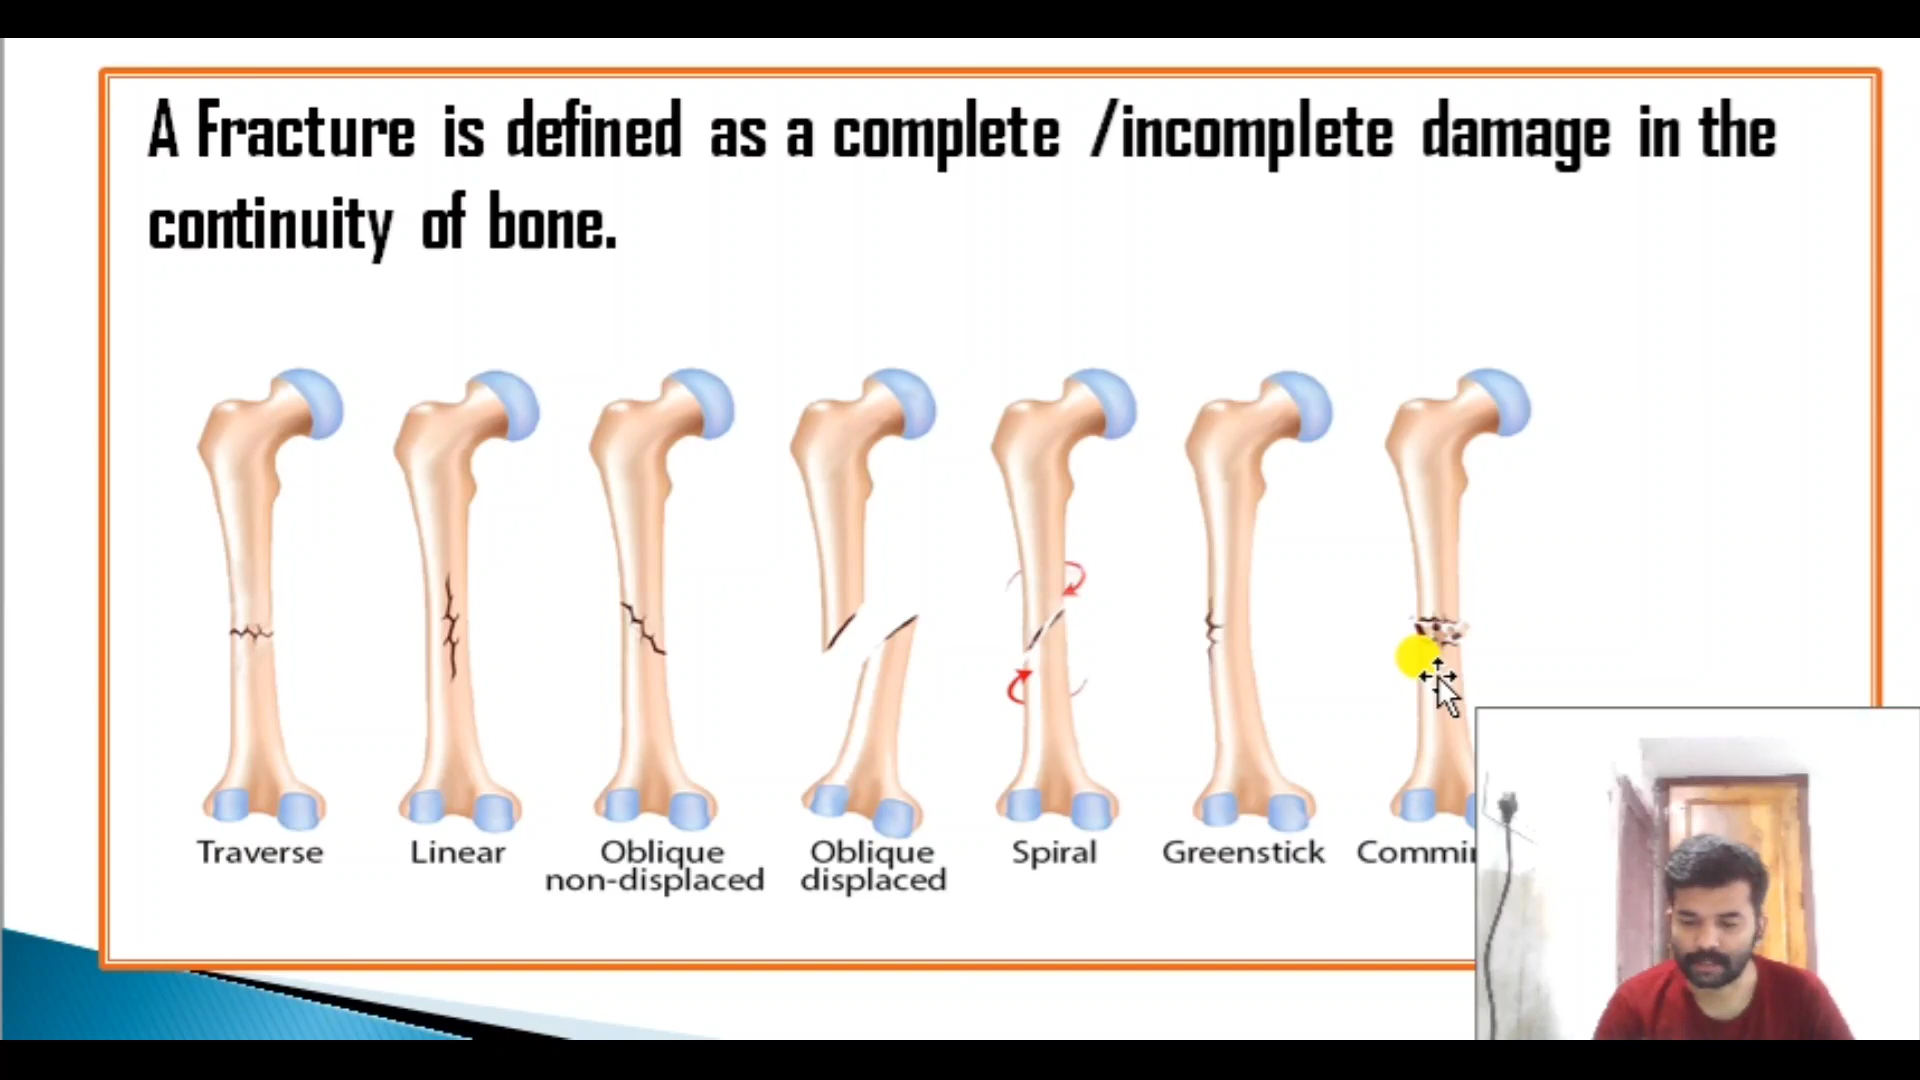 A Fracture is defined as a complete /incomplete damage in the
continuity of bone.
Traverse
Linear
Oblique
non-displaced
Oblique
displaced
Spiral
Greenstick